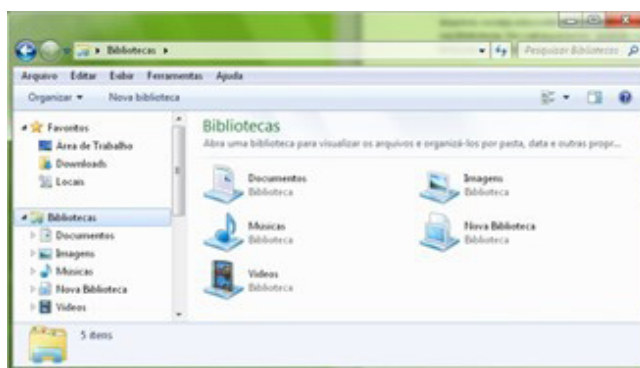 Bibliotecas
Pesquisar Bibliotecas
Arquivo Editar Exibir Ferramentas Ajuda
Organizar Nova biblioteca
Favoritos
Área de Trabalho
Downloads
Locais
Bibliotecas
Documentos
Imagens
Músicas
Nova Biblioteca
Vídeos
Bibliotecas
Abra uma biblioteca para visualizar os arquivos e organizá-los por pasta, data e outras propr...
Documentos
Biblioteca
Imagens
Biblioteca
Músicas
Biblioteca
Nova Biblioteca
Biblioteca
Vídeos
Biblioteca
5 itens